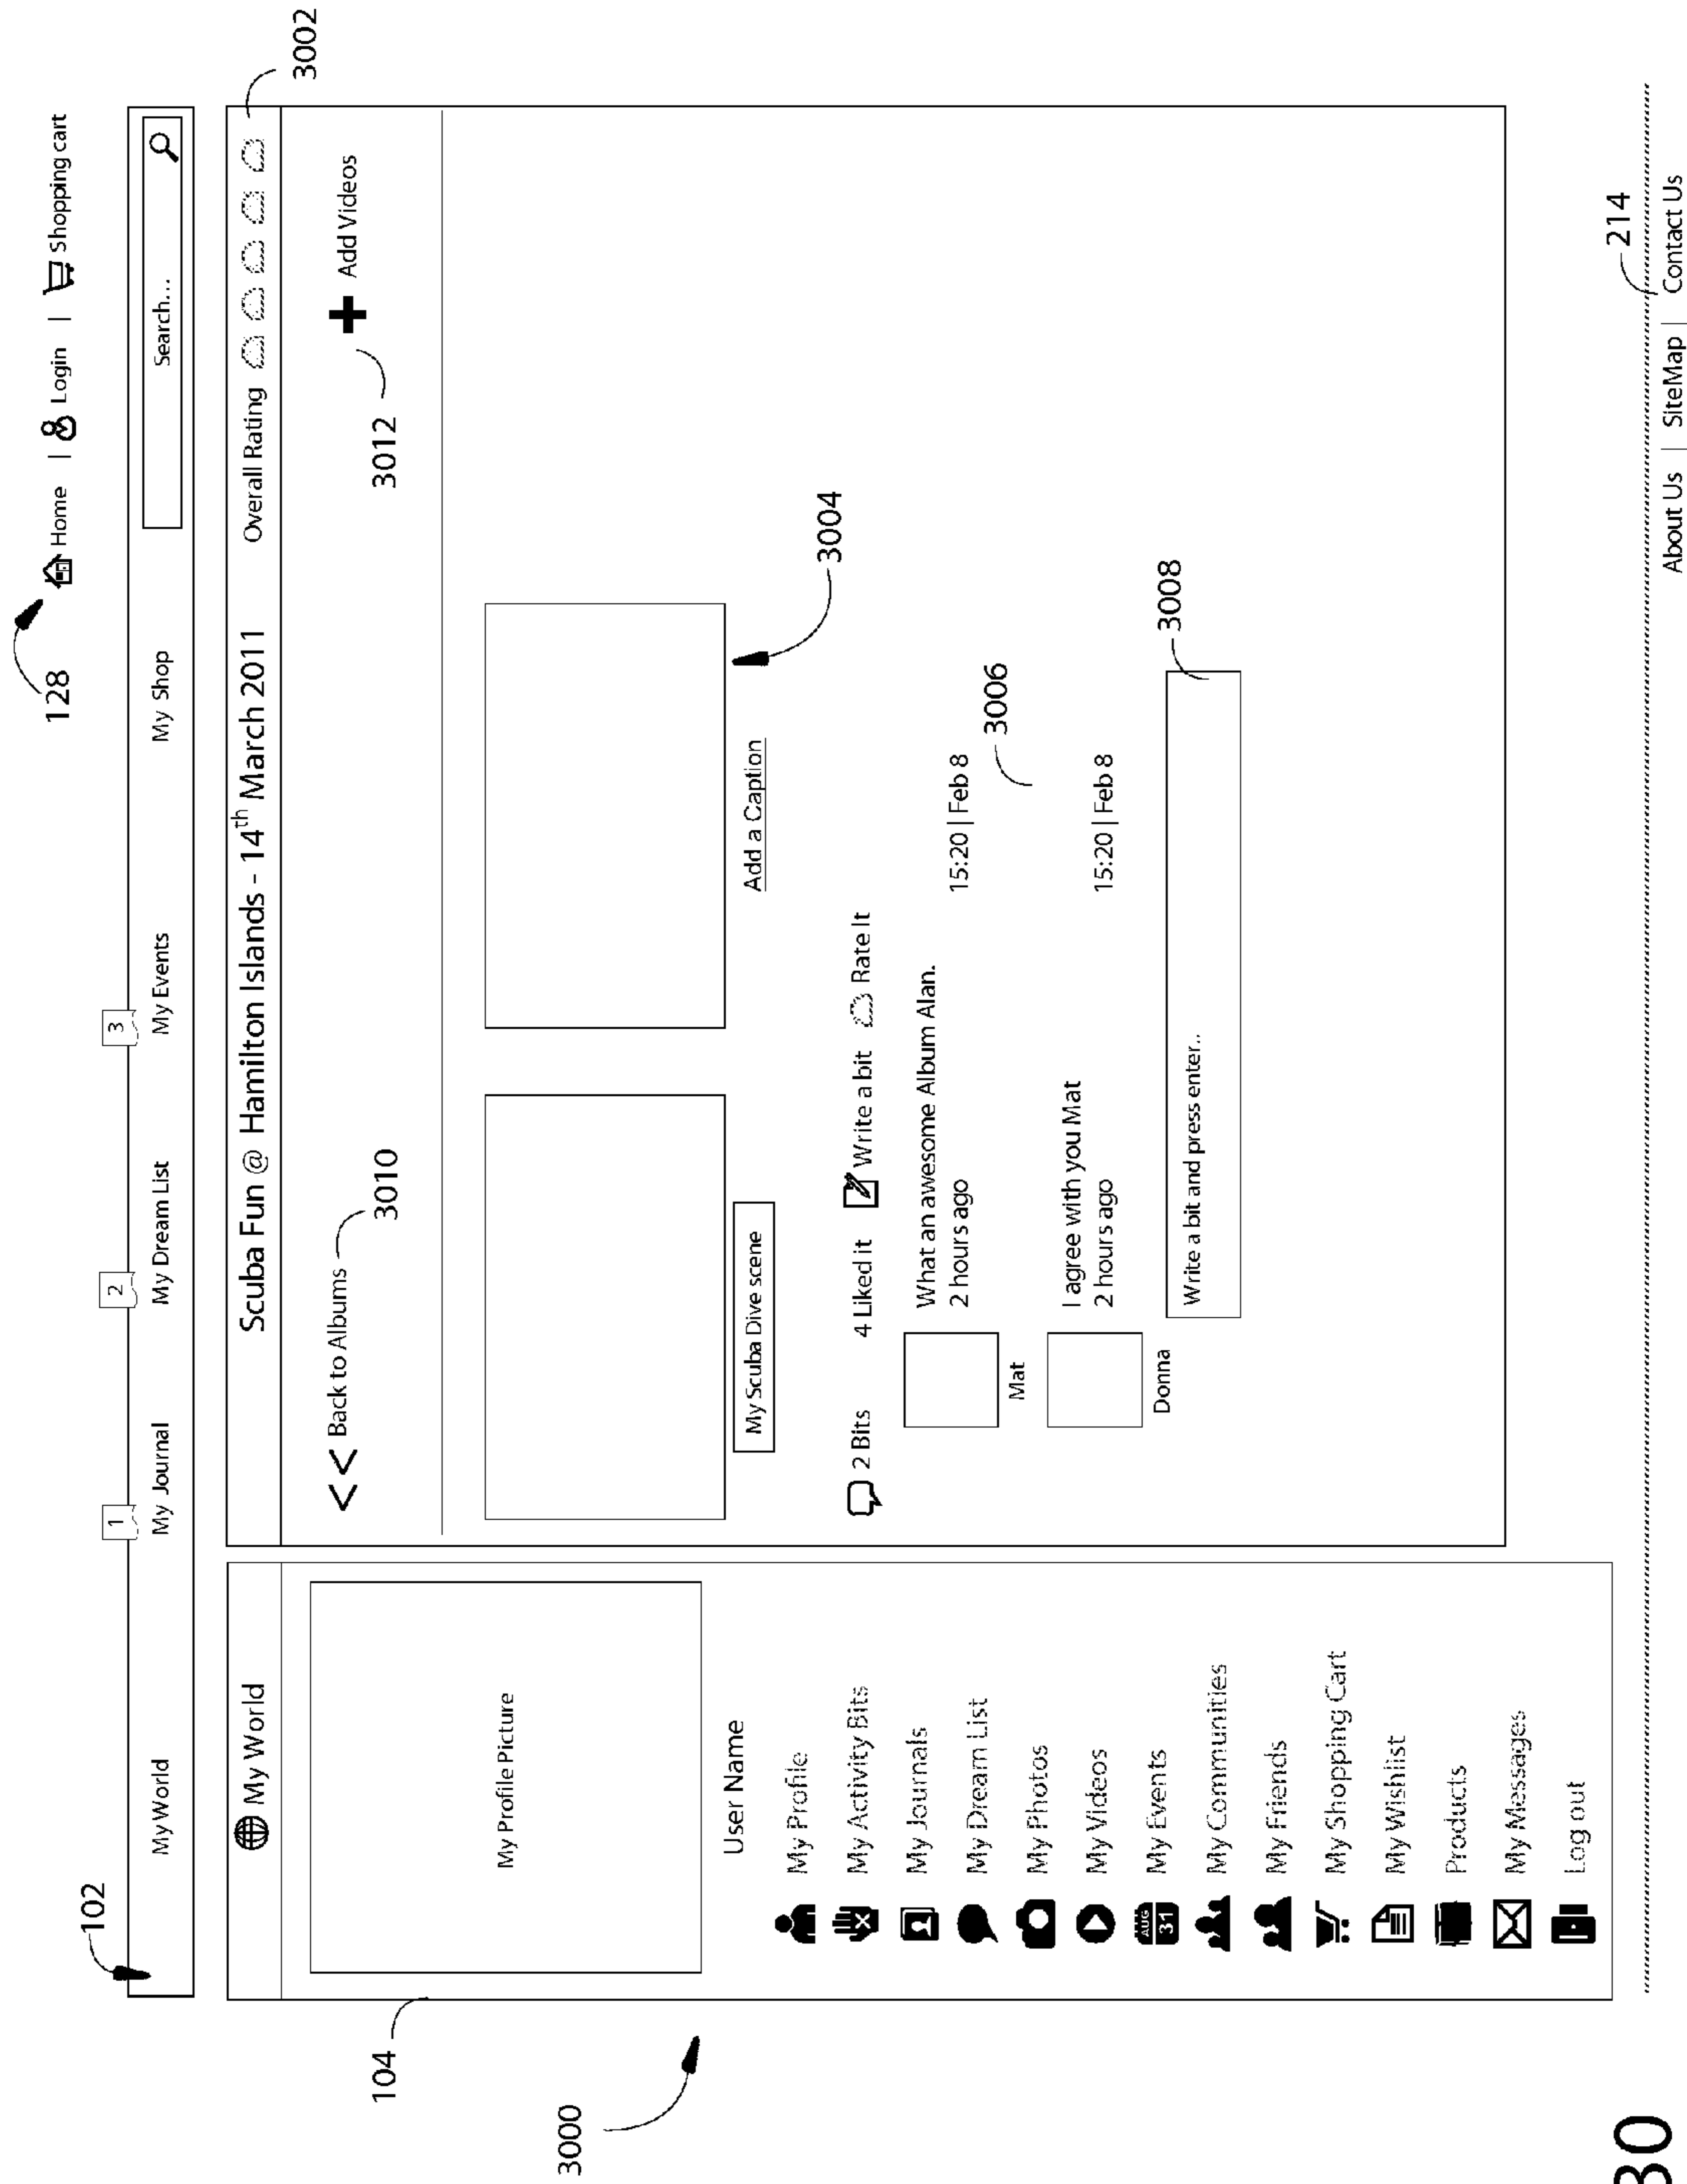 128
Home | Login | Shopping cart
102
1 2 3
My World My Journal My Dream List My Events My Shop Search...
3002
My World
Scuba Fun @ Hamilton Islands - 14th March 2011 Overall Rating
104
<< Back to Albums 3010
3012 Add Videos
My Profile Picture
3000
My Scuba Dive scene
Add a Caption
3004
User Name
My Profile
My Activity Bits
My Journals
My Dream List
My Photos
My Videos
AUG 31 My Events
My Communities
My Friends
My Shopping Cart
My Wishlist
Products
My Messages
Log out
2 Bits 4 Liked it Write a bit Rate It
What an awesome Album Alan.
2 hours ago 15:20 | Feb 8
Mat
3006
I agree with you Mat
2 hours ago 15:20 | Feb 8
Donna
Write a bit and press enter..
3008
214
About Us | SiteMap | Contact Us
30